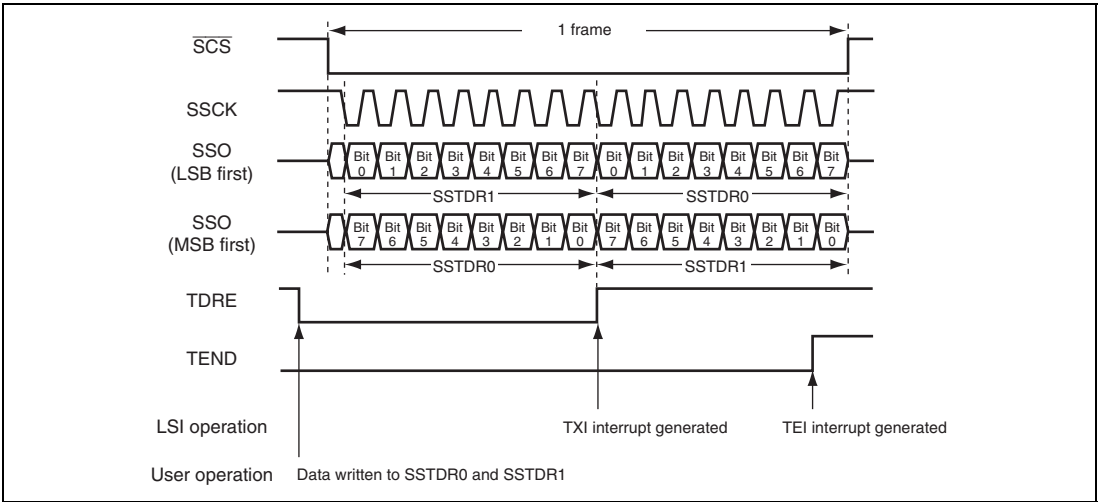 1 frame
SCS
SSCK
SSO
(LSB first)
Bit 0 Bit 1 Bit 2 Bit 3 Bit 4 Bit 5 Bit 6 Bit 7 Bit 0 Bit 1 Bit 2 Bit 3 Bit 4 Bit 5 Bit 6 Bit 7
SSTDR1 SSTDR0
SSO
(MSB first)
Bit 7 Bit 6 Bit 5 Bit 4 Bit 3 Bit 2 Bit 1 Bit 0 Bit 7 Bit 6 Bit 5 Bit 4 Bit 3 Bit 2 Bit 1 Bit 0
SSTDR0 SSTDR1
TDRE
TEND
LSI operation TXI interrupt generated TEI interrupt generated
User operation Data written to SSTDR0 and SSTDR1